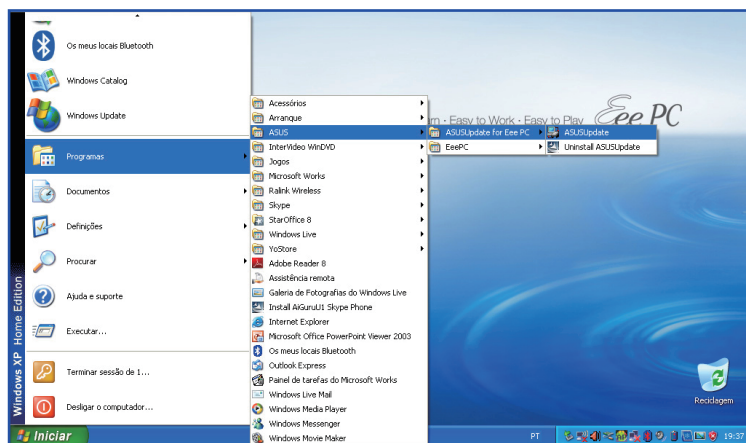 Os meus locais Bluetooth
Windows Catalog
Windows Update
Programas
Documentos
Definições
Procurar
Ajuda e suporte
Executar...
Terminar sessão de 1...
Desligar o computador...
Windows XP Home Edition
Iniciar
Acessórios
Arranque
ASUS
InterVideo WinDVD
Jogos
Microsoft Works
Ralink Wireless
Skype
StarOffice 8
Windows Live
YoStore
Adobe Reader 8
Assistência remota
Galeria de Fotografias do Windows Live
Install AiGuruU1 Skype Phone
Internet Explorer
Microsoft Office PowerPoint Viewer 2003
Os meus locais Bluetooth
Outlook Express
Painel de tarefas do Microsoft Works
Windows Live Mail
Windows Media Player
Windows Messenger
Windows Movie Maker
ASUSUpdate for Eee PC
EeePC
ASUSUpdate
Uninstall ASUSUpdate
· Easy to Work · Easy to Play
Eee PC
Reciclagem
PT
19:37